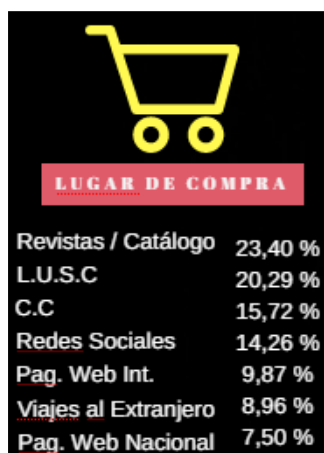 LUGAR DE COMPRA
Revistas / Catálogo 23,40 %
L.U.S.C 20,29 %
C.C 15,72 %
Redes Sociales 14,26 %
Pag. Web Int. 9,87 %
Viajes al Extranjero 8,96 %
Pag. Web Nacional 7,50 %